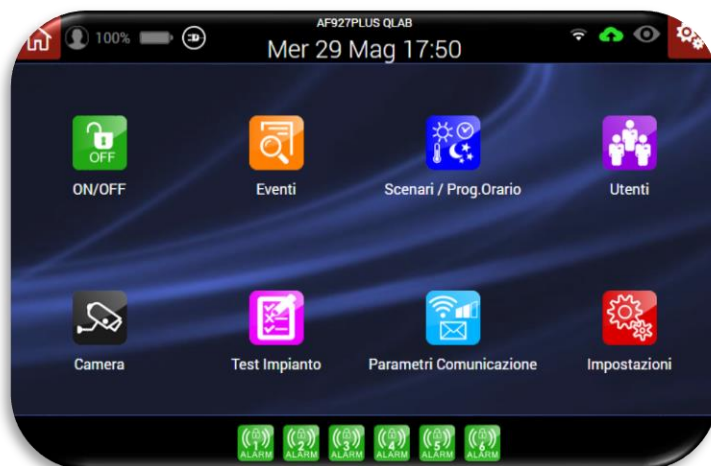 AF927PLUS QLAB
100%
Mer 29 Mag 17:50
OFF
ON/OFF
Eventi
Scenari / Prog.Orario
Utenti
Camera
Test Impianto
Parametri Comunicazione
Impostazioni
1 2 3 4 5 6
ALARM ALARM ALARM ALARM ALARM ALARM